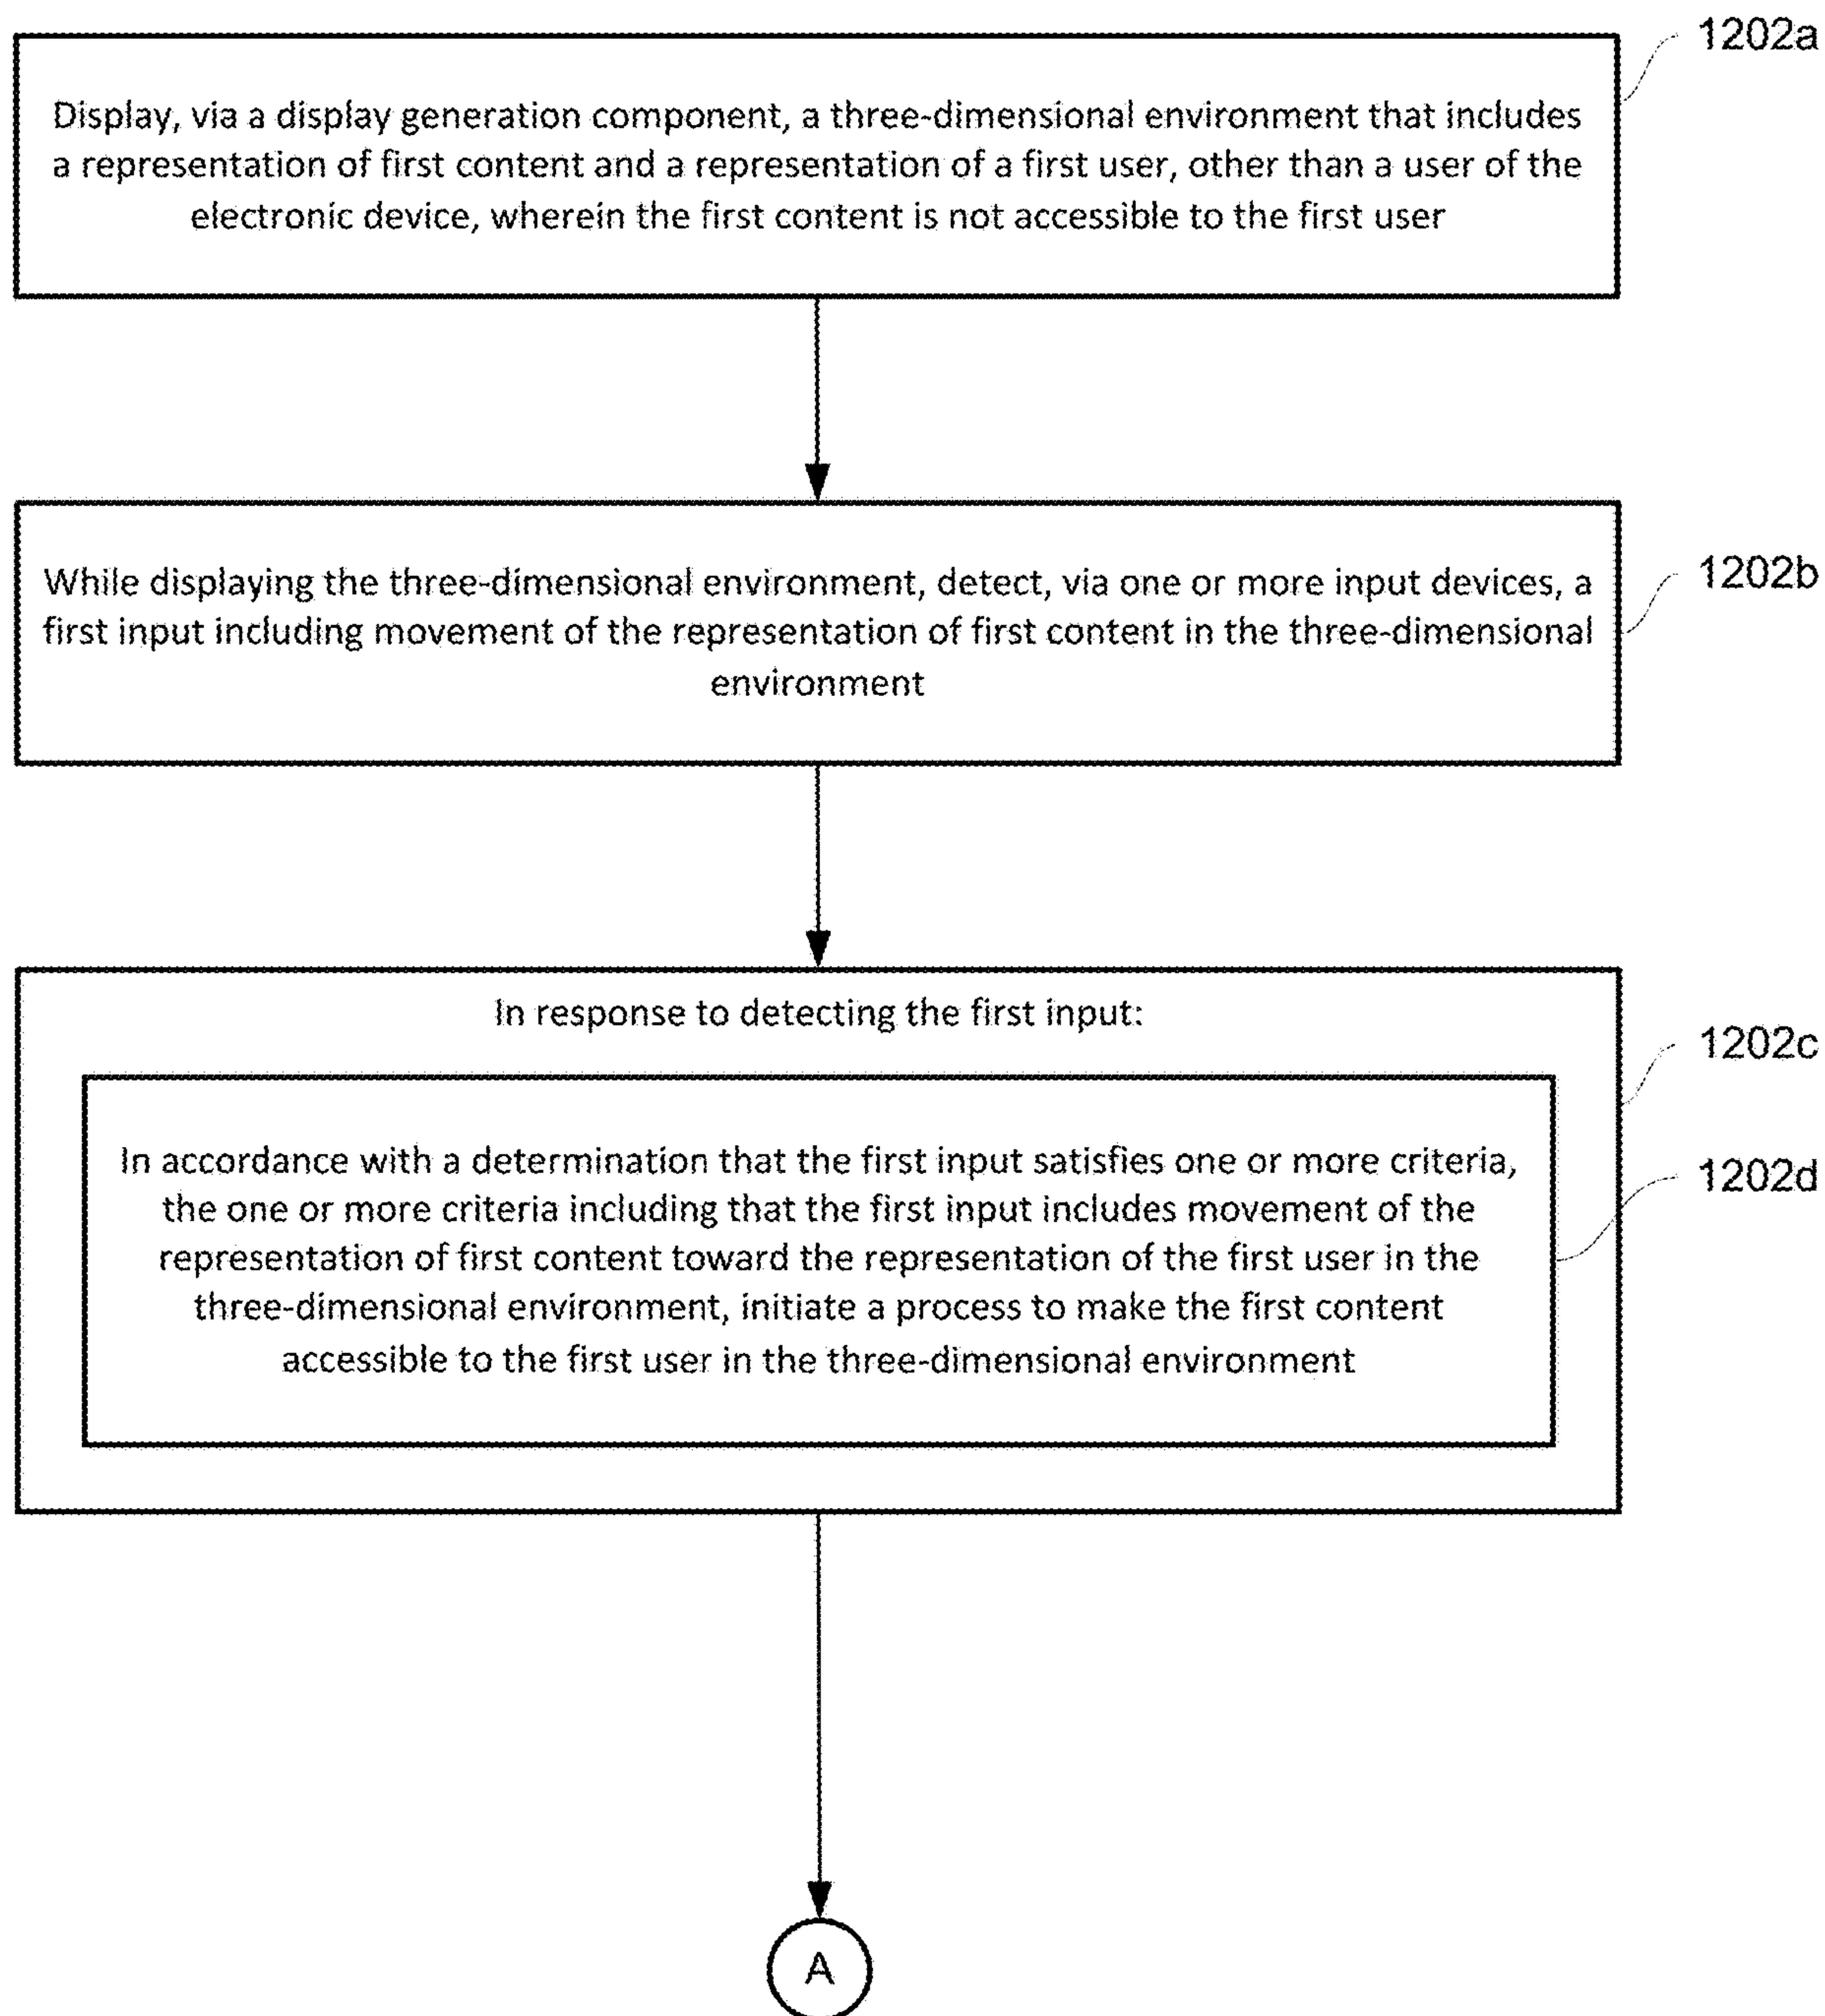 1202a
Display, via a display generation component, a three-dimensional environment that includes
a representation of first content and a representation of a first user, other than a user of the
electronic device, wherein the first content is not accessible to the first user
1202b
While displaying the three-dimensional environment, detect, via one or more input devices, a
first input including movement of the representation of first content in the three-dimensional
environment
In response to detecting the first input:
1202c
In accordance with a determination that the first input satisfies one or more criteria,
1202d
the one or more criteria including that the first input includes movement of the
representation of first content toward the representation of the first user in the
three-dimensional environment, initiate a process to make the first content
accessible to the first user in the three-dimensional environment
A